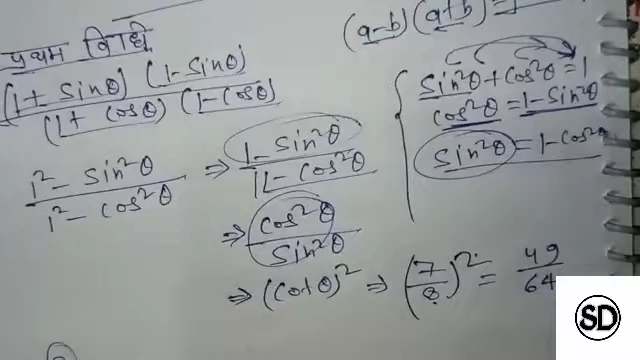 प्रथम विधि
(a-b)(a+b) =
(1+ sinθ) (1-sinθ)
(1+ cosθ) (1-cosθ)
1² - sin²θ
1² - cos²θ
⇒ 1- sin²θ
1 - cos²θ
⇒ cos²θ
sin²θ
⇒ (cotθ)² ⇒ (7/8)² = 49/64
sin²θ + cos²θ = 1
cos²θ = 1-sin²θ
sin²θ = 1-cos²θ
SD